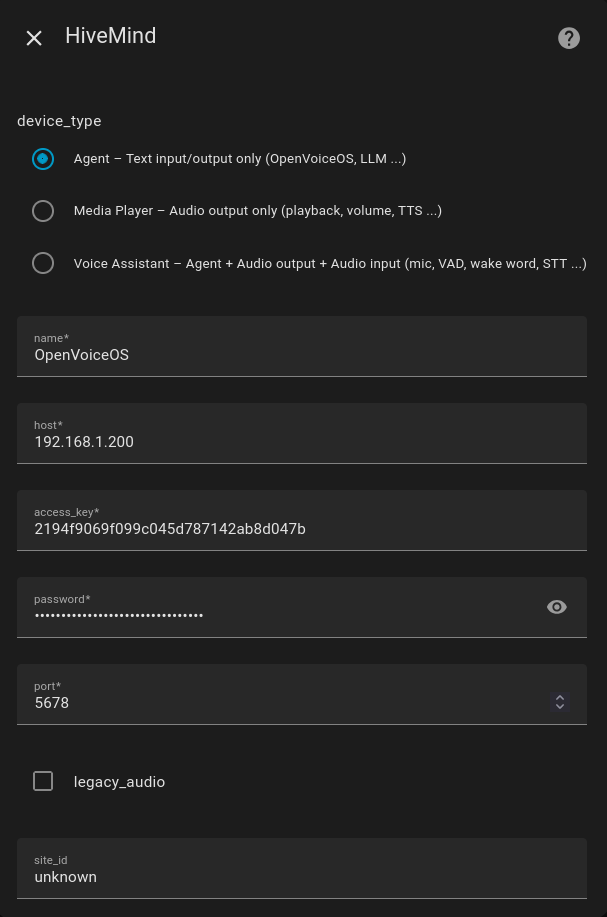 HiveMind
device_type
Agent – Text input/output only (OpenVoiceOS, LLM ...)
Media Player – Audio output only (playback, volume, TTS ...)
Voice Assistant – Agent + Audio output + Audio input (mic, VAD, wake word, STT ...)
name*
OpenVoiceOS
host*
192.168.1.200
access_key*
2194f9069f099c045d787142ab8d047b
password*
••••••••••••••••••••••••••••••••
port*
5678
legacy_audio
site_id
unknown